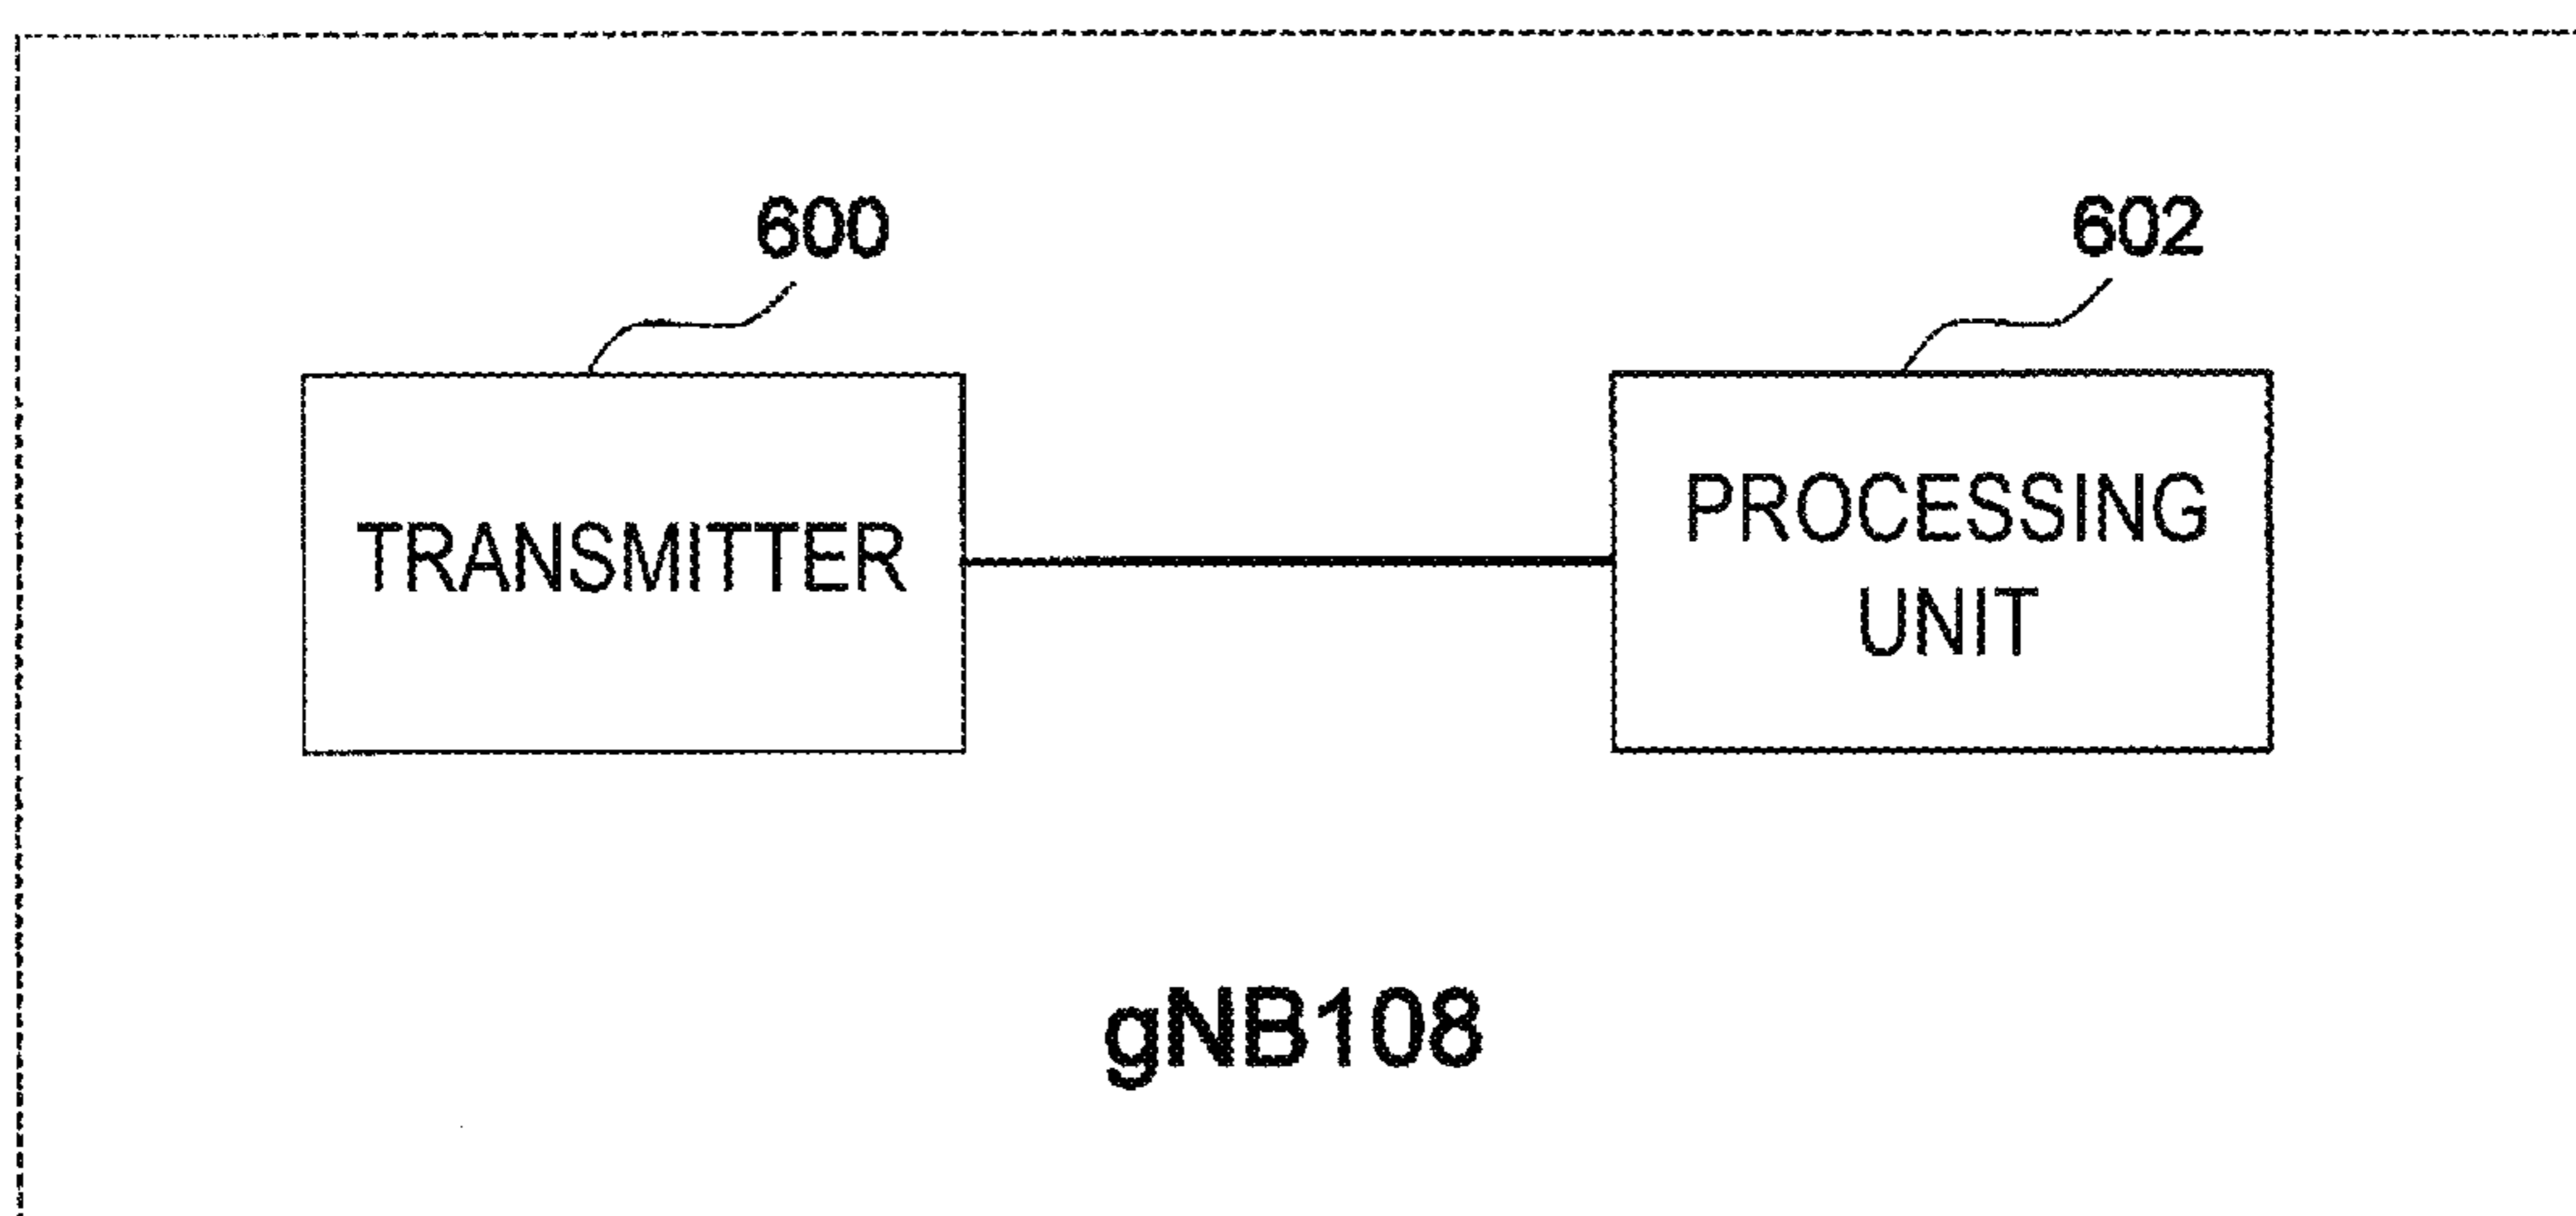 600
602
TRANSMITTER
PROCESSING
UNIT
gNB108